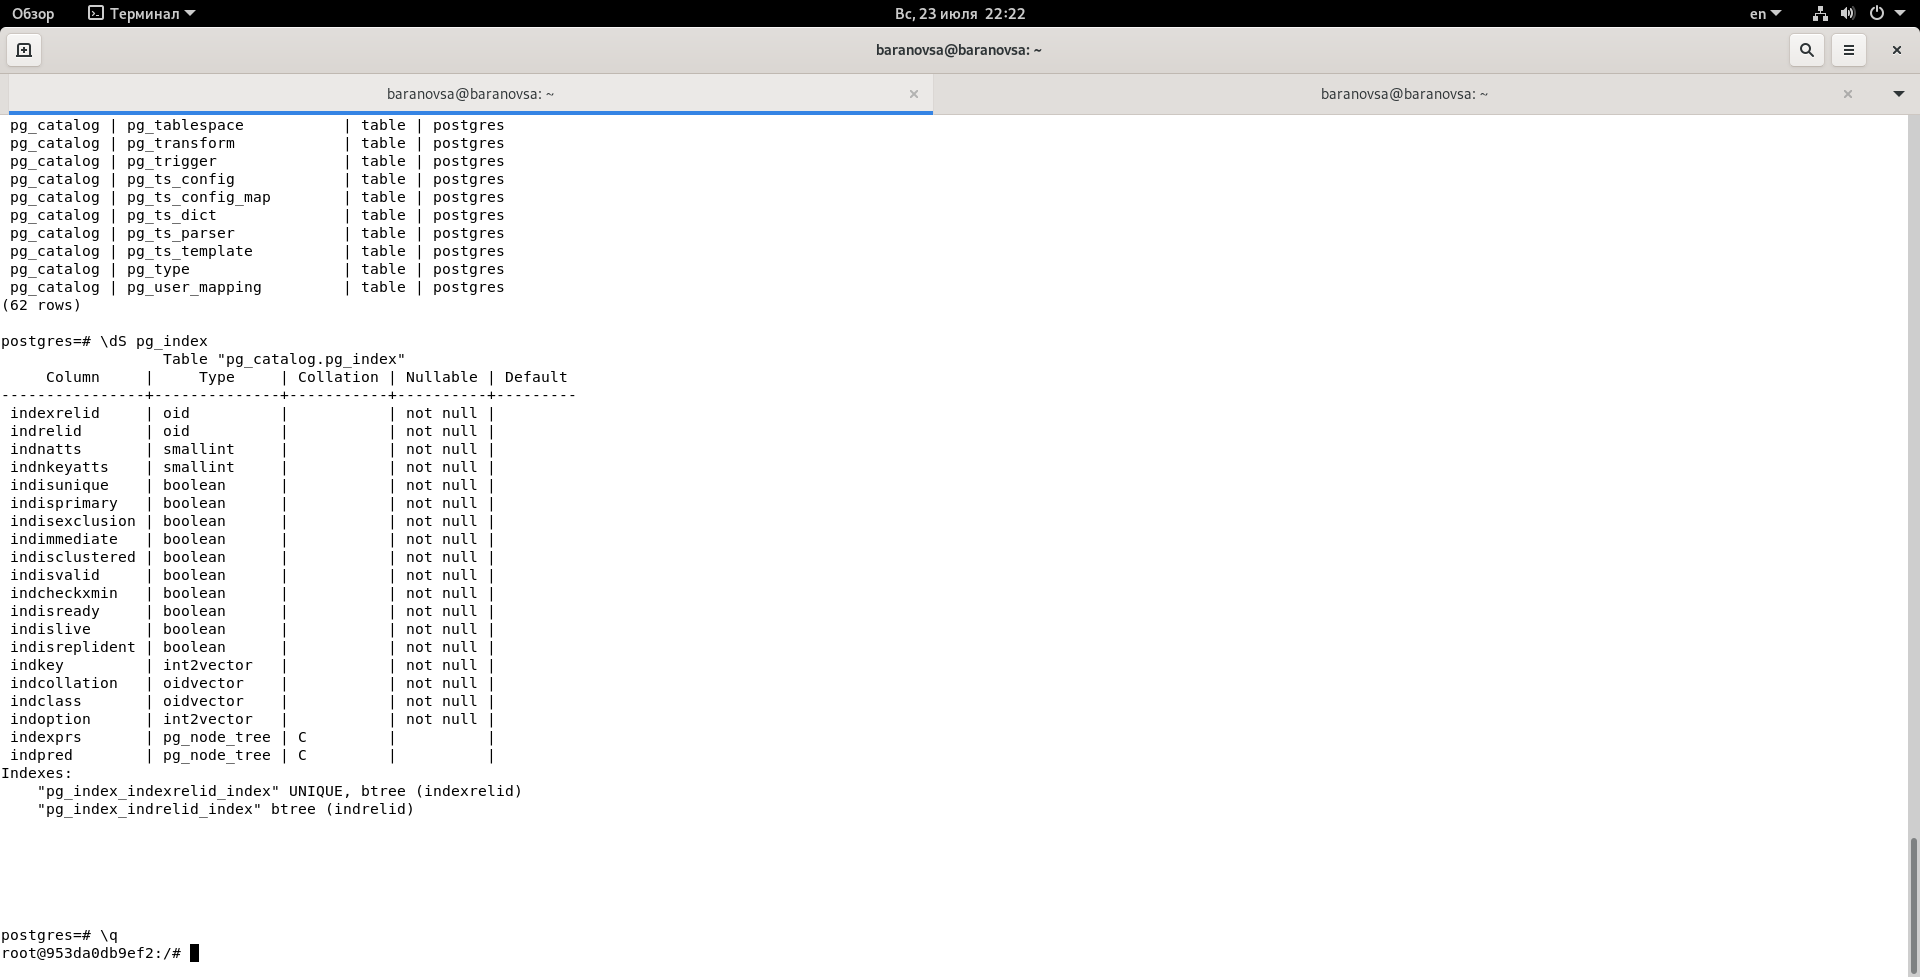 Обзор Терминал Вс, 23 июля 22:22 en
baranovsa@baranovsa: ~
baranovsa@baranovsa: ~ × baranovsa@baranovsa: ~ ×
 pg_catalog | pg_tablespace           | table | postgres
 pg_catalog | pg_transform            | table | postgres
 pg_catalog | pg_trigger              | table | postgres
 pg_catalog | pg_ts_config            | table | postgres
 pg_catalog | pg_ts_config_map        | table | postgres
 pg_catalog | pg_ts_dict              | table | postgres
 pg_catalog | pg_ts_parser            | table | postgres
 pg_catalog | pg_ts_template          | table | postgres
 pg_catalog | pg_type                 | table | postgres
 pg_catalog | pg_user_mapping         | table | postgres
(62 rows)

postgres=# \dS pg_index
                  Table "pg_catalog.pg_index"
     Column     |     Type     | Collation | Nullable | Default
----------------+--------------+-----------+----------+---------
 indexrelid     | oid          |           | not null |
 indrelid       | oid          |           | not null |
 indnatts       | smallint     |           | not null |
 indnkeyatts    | smallint     |           | not null |
 indisunique    | boolean      |           | not null |
 indisprimary   | boolean      |           | not null |
 indisexclusion | boolean      |           | not null |
 indimmediate   | boolean      |           | not null |
 indisclustered | boolean      |           | not null |
 indisvalid     | boolean      |           | not null |
 indcheckxmin   | boolean      |           | not null |
 indisready     | boolean      |           | not null |
 indislive      | boolean      |           | not null |
 indisreplident | boolean      |           | not null |
 indkey         | int2vector   |           | not null |
 indcollation   | oidvector    |           | not null |
 indclass       | oidvector    |           | not null |
 indoption      | int2vector   |           | not null |
 indexprs       | pg_node_tree | C         |          |
 indpred        | pg_node_tree | C         |          |
Indexes:
    "pg_index_indexrelid_index" UNIQUE, btree (indexrelid)
    "pg_index_indrelid_index" btree (indrelid)

postgres=# \q
root@953da0db9ef2:/#